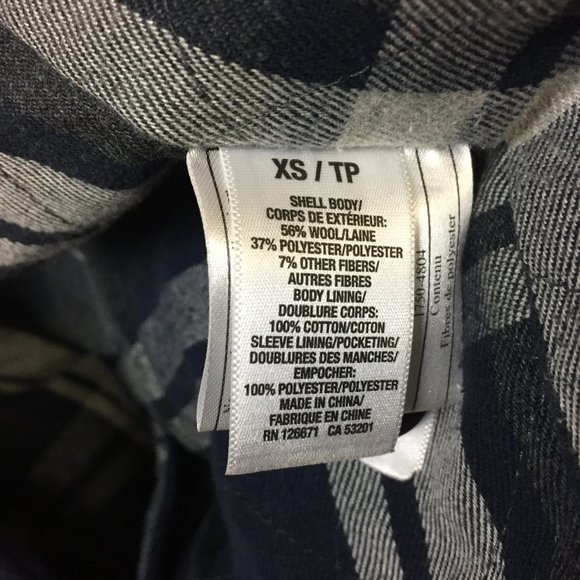 XS / TP
SHELL BODY/
CORPS DE EXTÉRIEUR:
56% WOOL/LAINE
37% POLYESTER/POLYESTER
7% OTHER FIBERS/
AUTRES FIBRES
BODY LINING/
DOUBLURE CORPS:
100% COTTON/COTON
SLEEVE LINING/POCKETING/
DOUBLURES DES MANCHES/
EMPOCHER:
100% POLYESTER/POLYESTER
MADE IN CHINA/
FABRIQUE EN CHINE
RN 126671 CA 53201
Contenu
Fibres de polyester